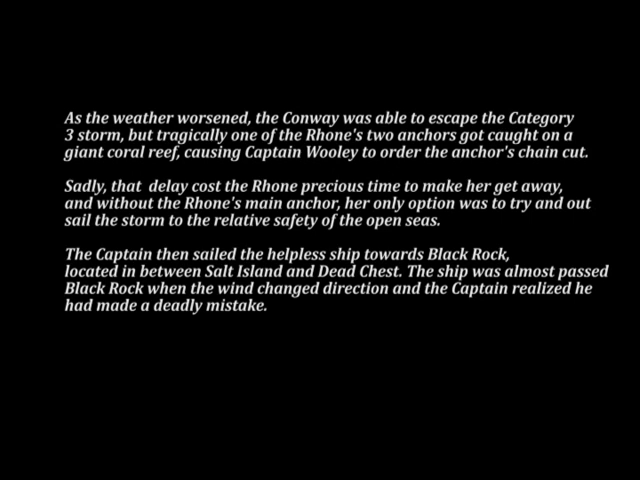 As the weather worsened, the Conway was able to escape the Category
3 storm, but tragically one of the Rhone's two anchors got caught on a
giant coral reef, causing Captain Wooley to order the anchor's chain cut.
Sadly, that  delay cost the Rhone precious time to make her get away,
and without the Rhone's main anchor, her only option was to try and out
sail the storm to the relative safety of the open seas.
The Captain then sailed the helpless ship towards Black Rock,
located in between Salt Island and Dead Chest. The ship was almost passed
Black Rock when the wind changed direction and the Captain realized he
had made a deadly mistake.